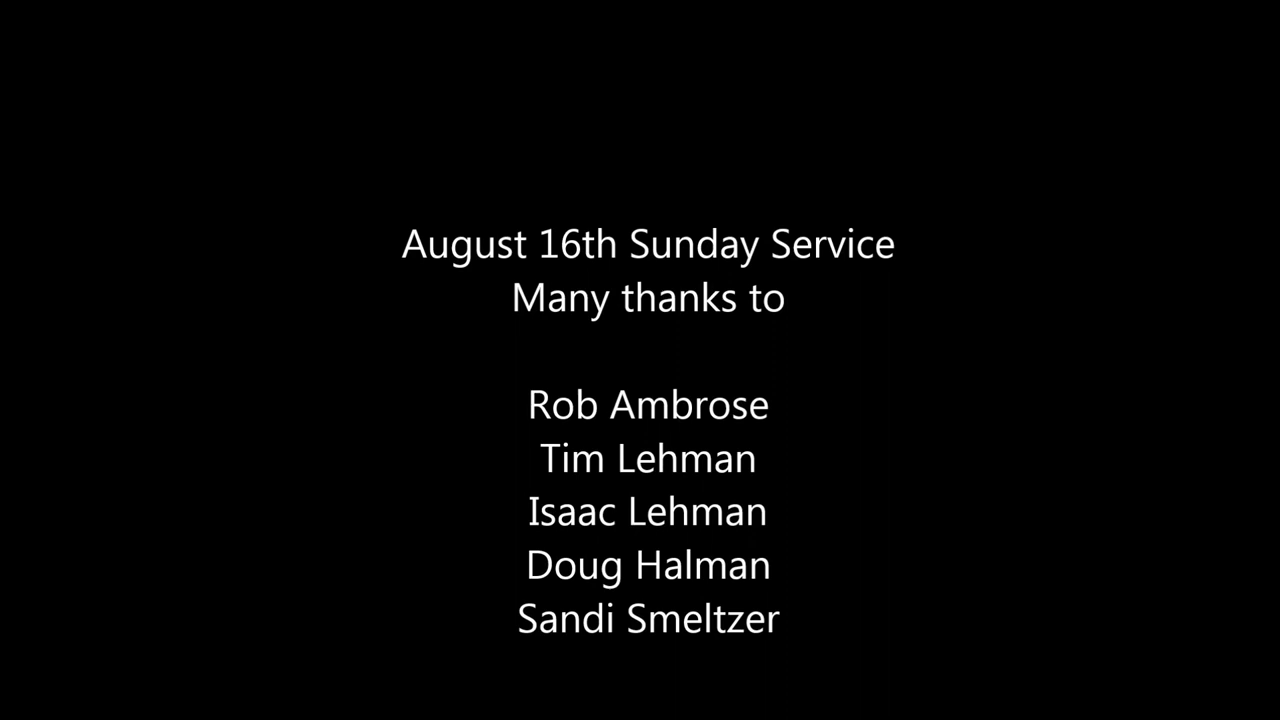 August 16th Sunday Service
Many thanks to
Rob Ambrose
Tim Lehman
Isaac Lehman
Doug Halman
Sandi Smeltzer